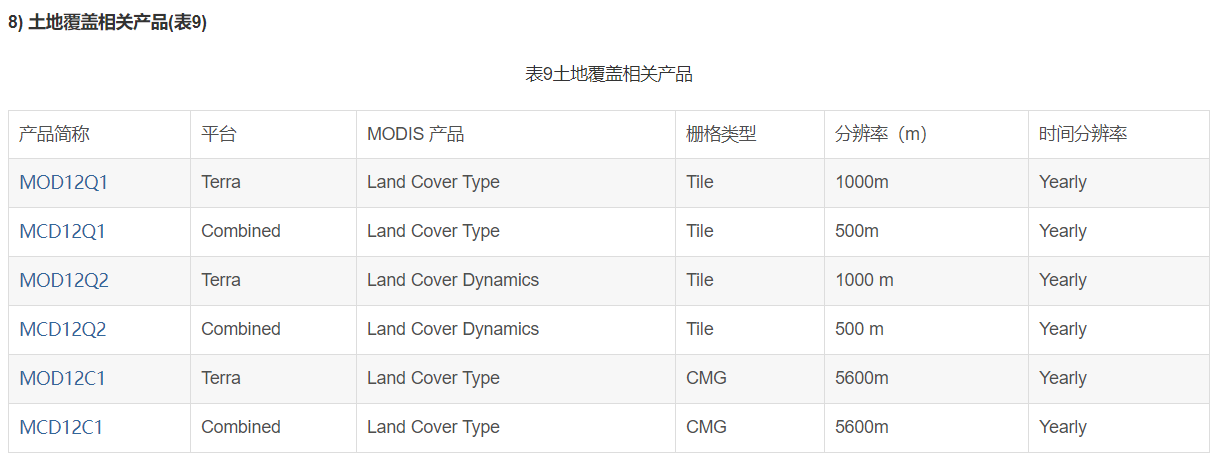 8) 土地覆盖相关产品(表9)
表9土地覆盖相关产品
产品简称 平台 MODIS 产品 栅格类型 分辨率（m） 时间分辨率
MOD12Q1 Terra Land Cover Type Tile 1000m Yearly
MCD12Q1 Combined Land Cover Type Tile 500m Yearly
MOD12Q2 Terra Land Cover Dynamics Tile 1000 m Yearly
MCD12Q2 Combined Land Cover Dynamics Tile 500 m Yearly
MOD12C1 Terra Land Cover Type CMG 5600m Yearly
MCD12C1 Combined Land Cover Type CMG 5600m Yearly